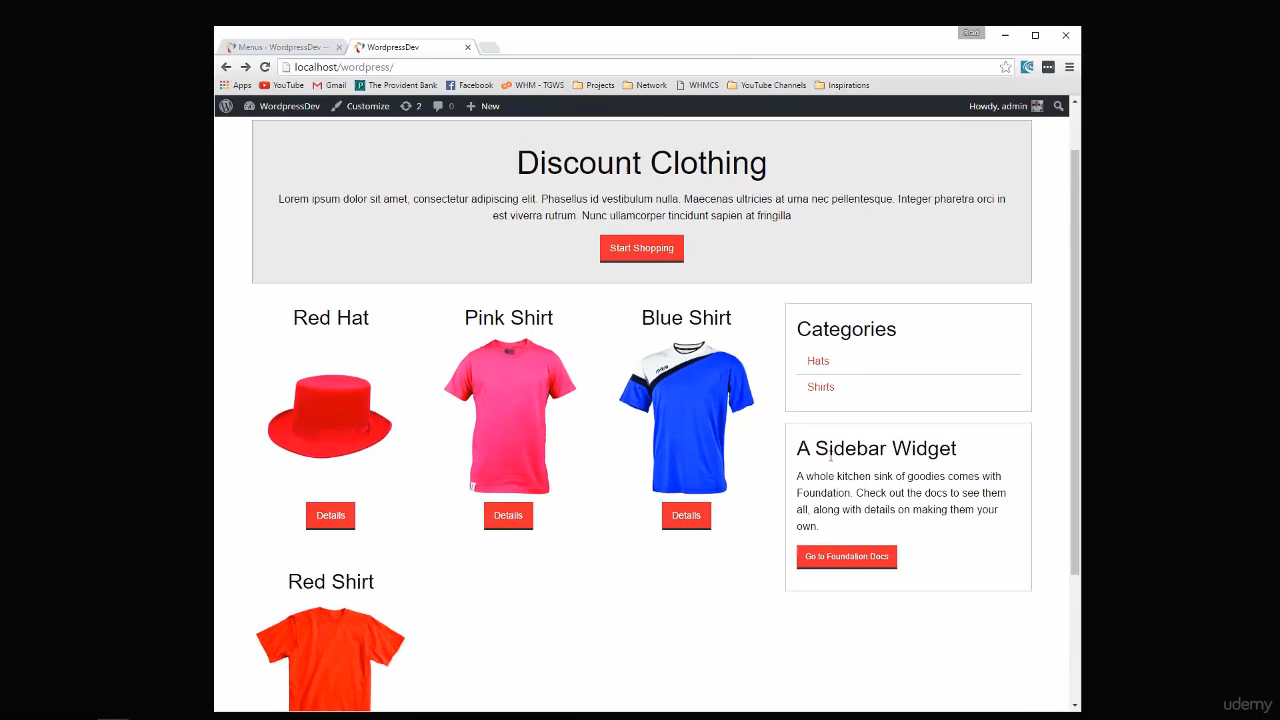 Brad
Menus ‹ WordpressDev —
WordpressDev
localhost/wordpress/
Apps YouTube Gmail The Provident Bank Facebook WHM - TGWS Projects Network WHMCS YouTube Channels Inspirations
WordpressDev Customize 2 0 New Howdy, admin
Discount Clothing
Lorem ipsum dolor sit amet, consectetur adipiscing elit. Phasellus id vestibulum nulla. Maecenas ultricies at urna nec pellentesque. Integer pharetra orci in
est viverra rutrum. Nunc ullamcorper tincidunt sapien at fringilla
Start Shopping
Red Hat
Pink Shirt
Blue Shirt
Details
Details
Details
Red Shirt
Categories
Hats
Shirts
A Sidebar Widget
A whole kitchen sink of goodies comes with
Foundation. Check out the docs to see them
all, along with details on making them your
own.
Go to Foundation Docs
udemy